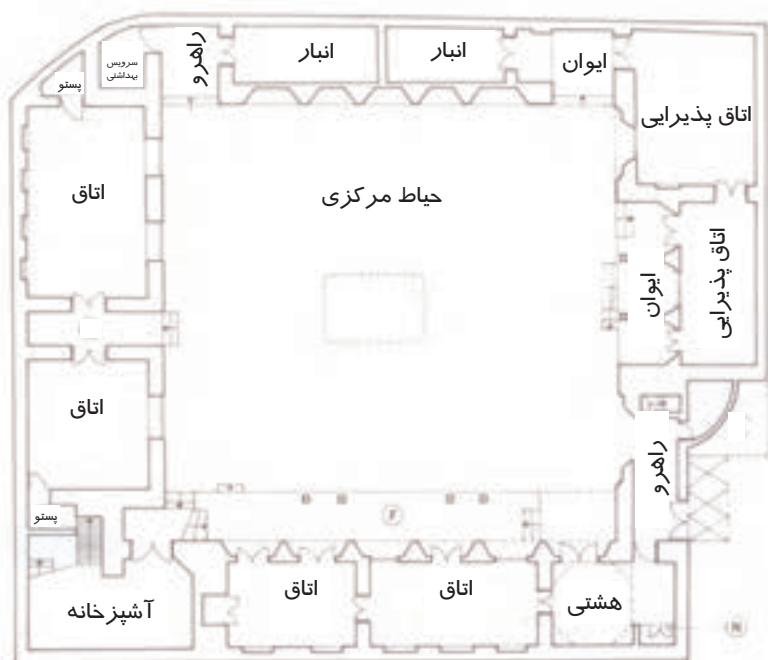 راهرو
انبار
انبار
ایوان
سرویس
بهداشتی
پستو
اتاق پذیرایی
اتاق
حیاط مرکزی
ایوان
اتاق پذیرایی
اتاق
راهرو
پستو
F
اتاق
اتاق
هشتی
آشپزخانه
N